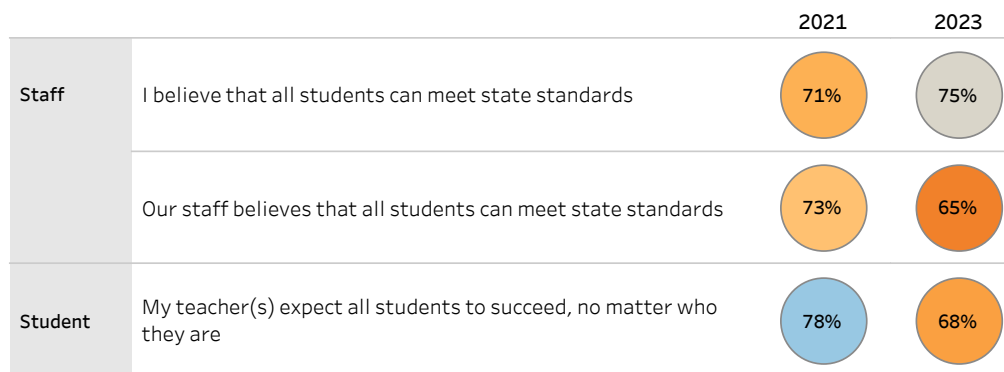 2021 2023
Staff I believe that all students can meet state standards 71% 75%
Our staff believes that all students can meet state standards 73% 65%
Student My teacher(s) expect all students to succeed, no matter who
they are 78% 68%